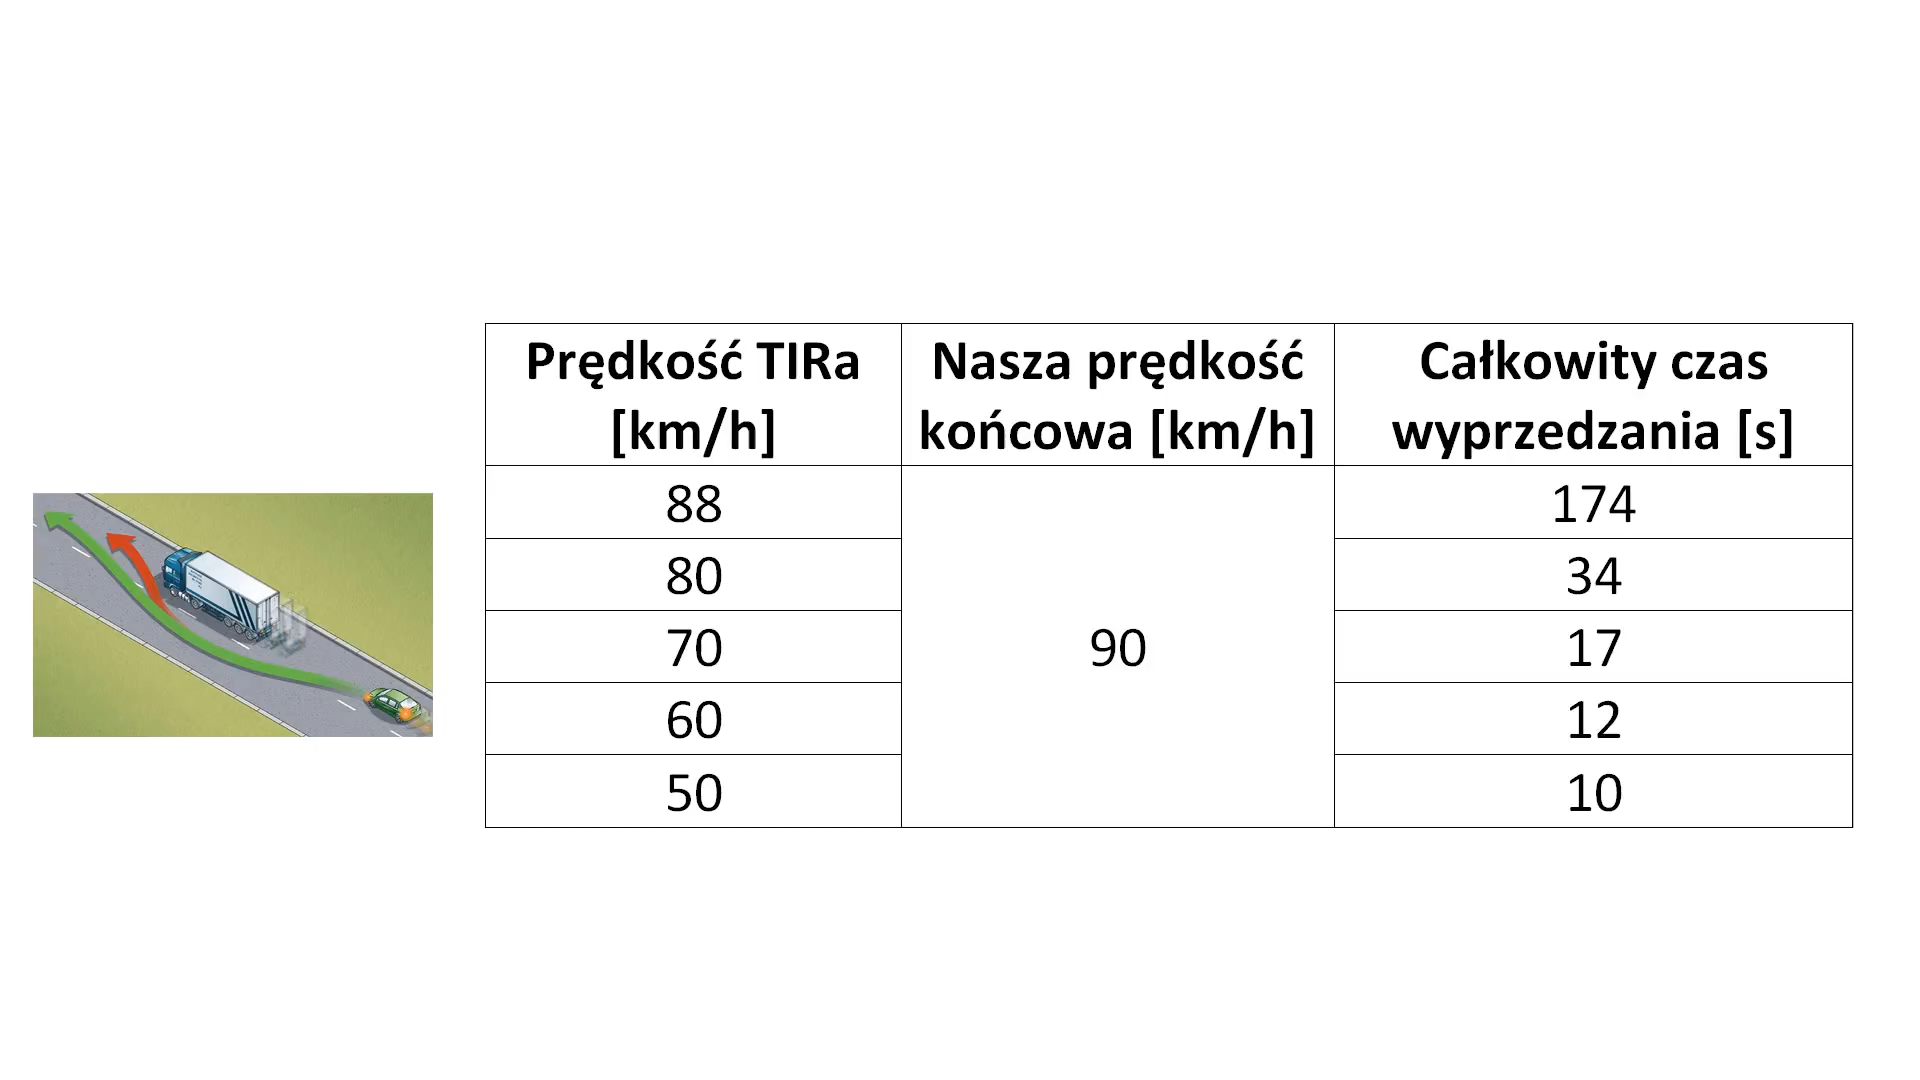 Prędkość TIRa
[km/h]
Nasza prędkość
końcowa [km/h]
Całkowity czas
wyprzedzania [s]
88
90
174
80
34
70
17
60
12
50
10